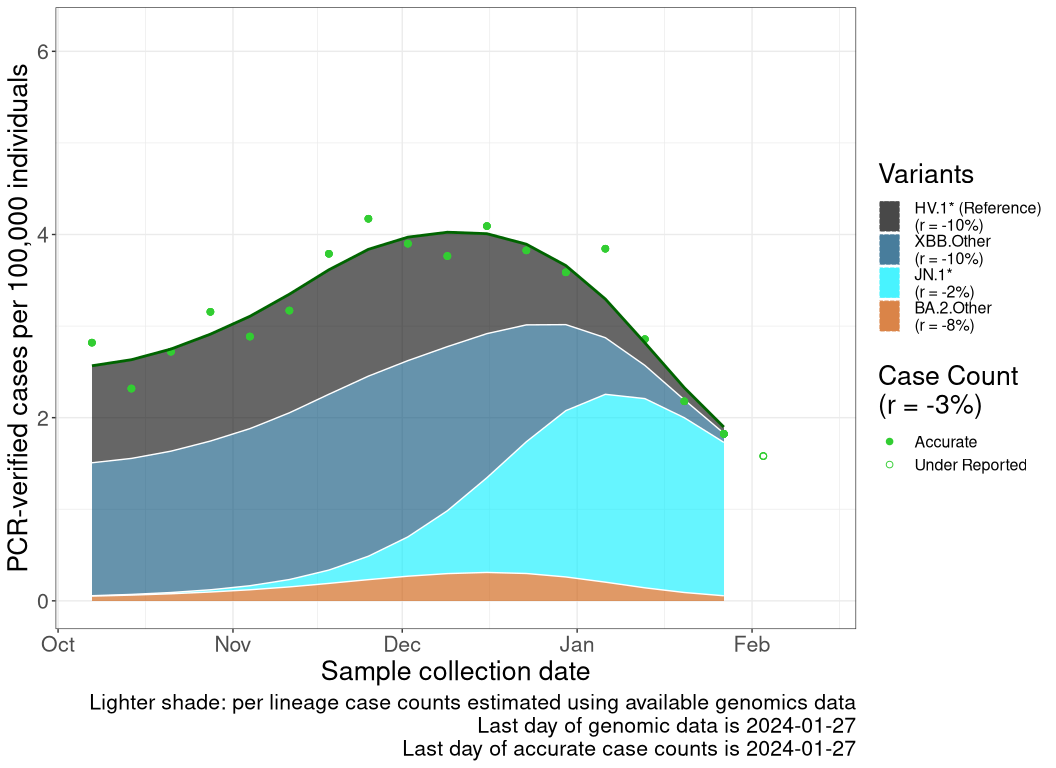 PCR-verified cases per 100,000 individuals
6
4
2
0
Oct
Nov
Dec
Jan
Feb
Sample collection date
Lighter shade: per lineage case counts estimated using available genomics data
Last day of genomic data is 2024-01-27
Last day of accurate case counts is 2024-01-27
Variants
HV.1* (Reference)
(r = -10%)
XBB.Other
(r = -10%)
JN.1*
(r = -2%)
BA.2.Other
(r = -8%)
Case Count
(r = -3%)
Accurate
Under Reported